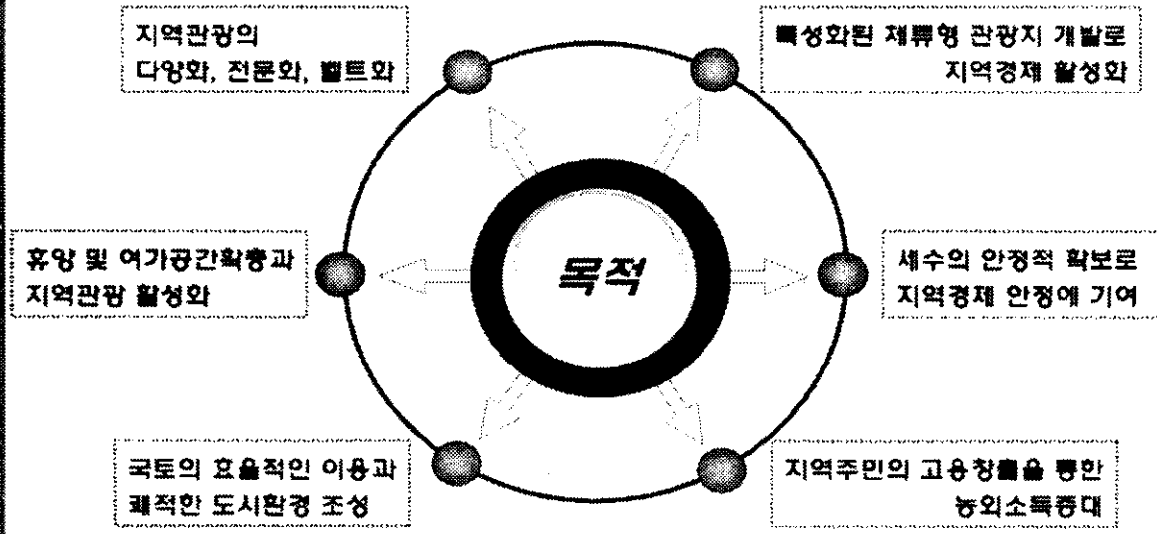 지역관광의
다양화, 전문화, 벨트화
특성화된 체류형 관광지 개발로
지역경제 활성화
휴양 및 여가공간확충과
지역관광 활성화
목적
세수의 안정적 확보로
지역경제 안정에 기여
국토의 효율적인 이용과
쾌적한 도시환경 조성
지역주민의 고용창출을 통한
농외소득증대